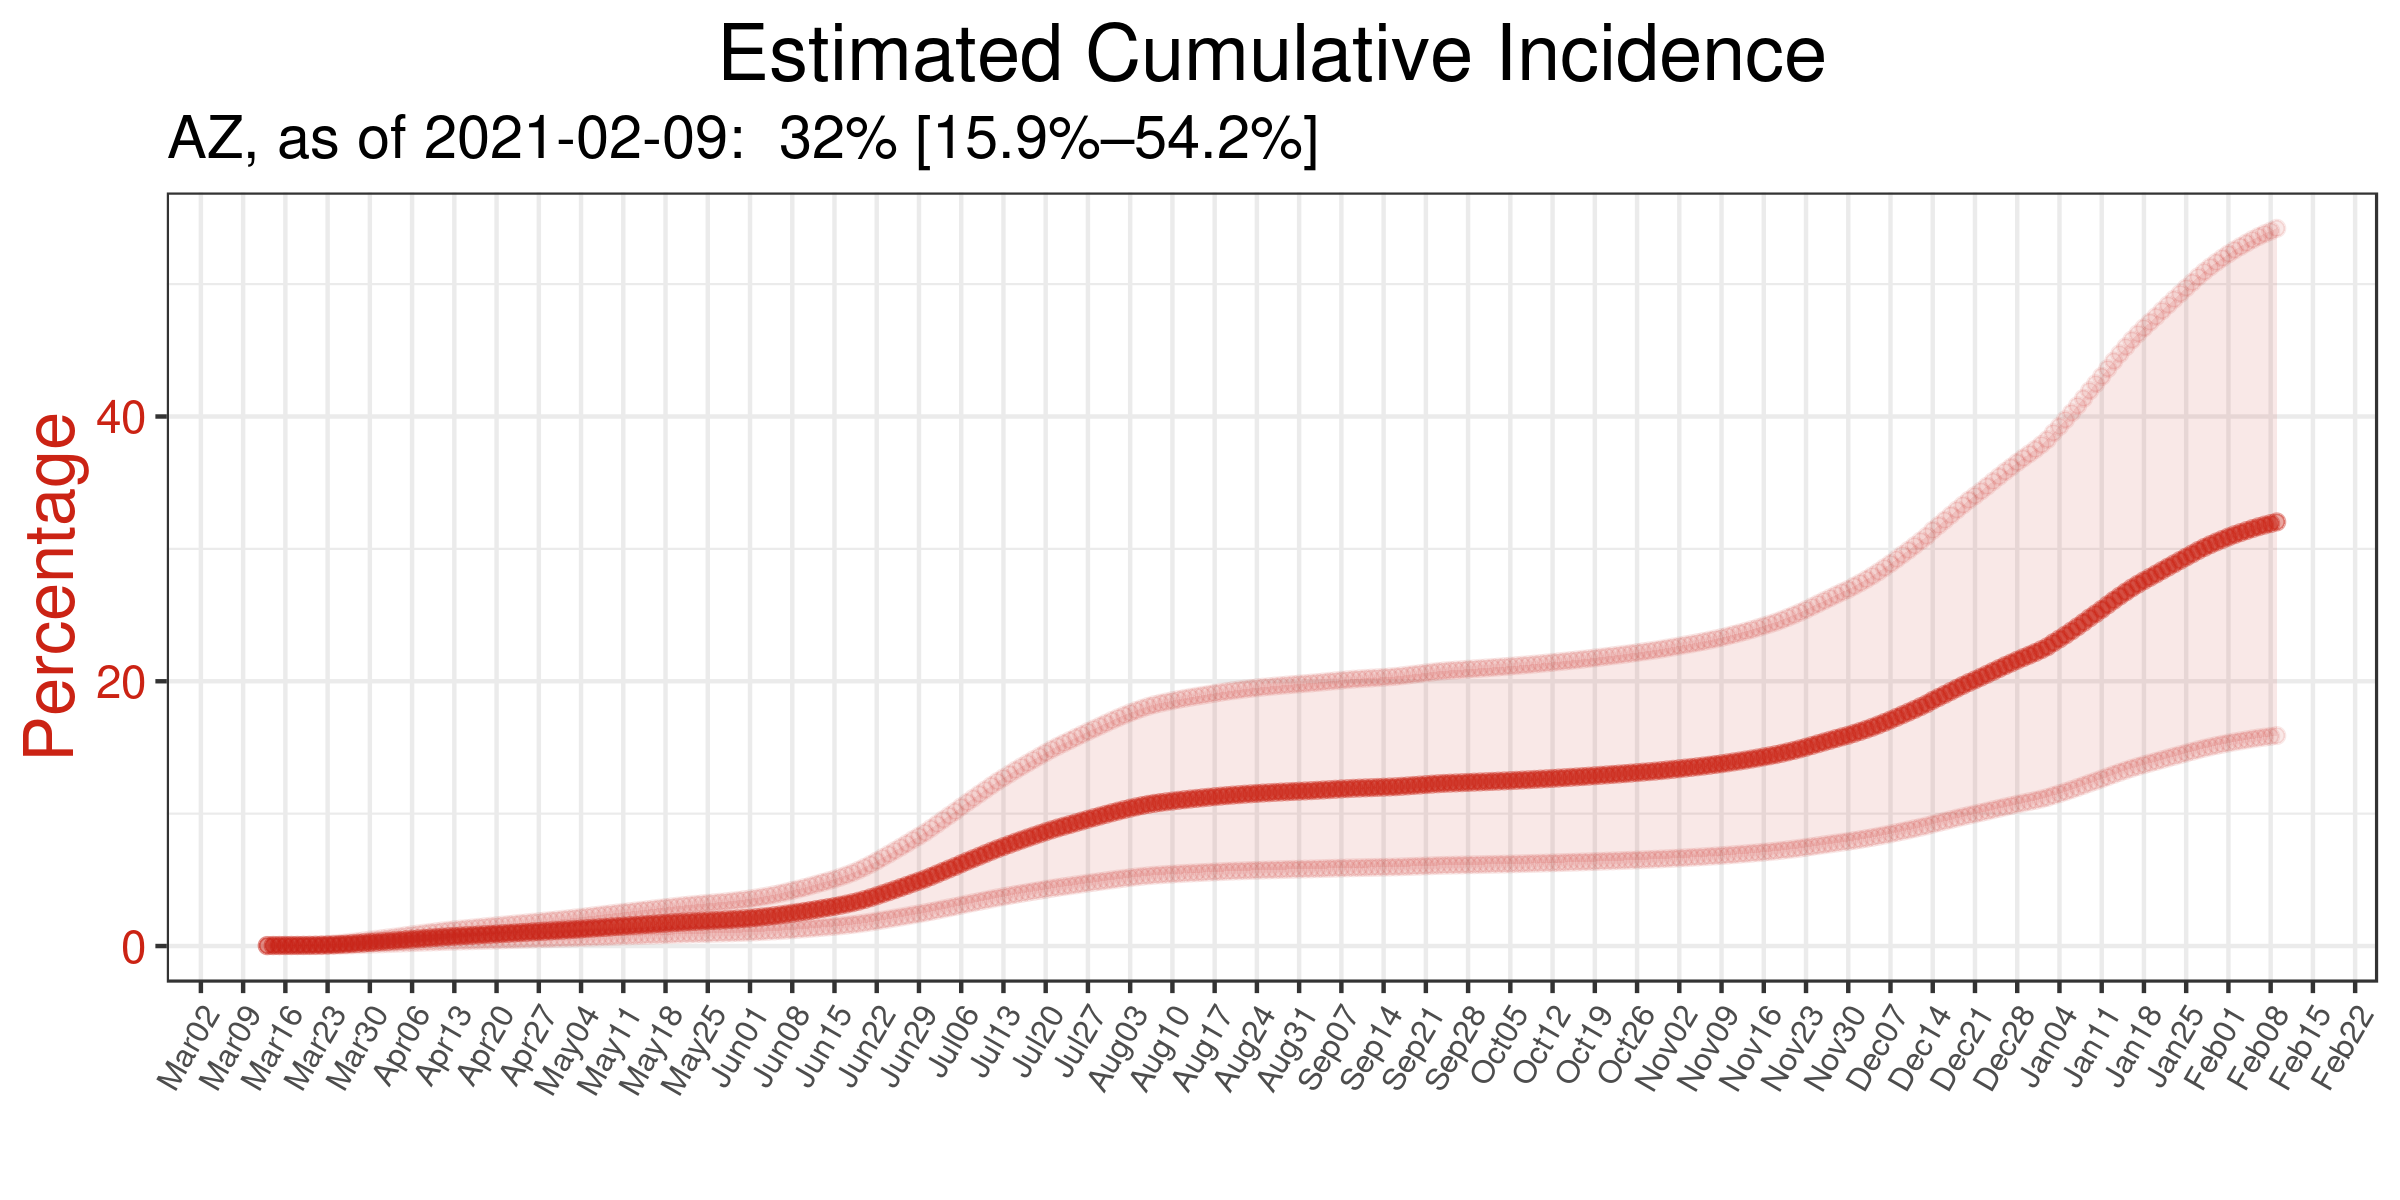 Estimated Cumulative Incidence
AZ, as of 2021-02-09:  32% [15.9%–54.2%]
Percentage
40
20
0
Mar02 Mar09 Mar16 Mar23 Mar30 Apr06 Apr13 Apr20 Apr27 May04 May11 May18 May25 Jun01 Jun08 Jun15 Jun22 Jun29 Jul06 Jul13 Jul20 Jul27 Aug03 Aug10 Aug17 Aug24 Aug31 Sep07 Sep14 Sep21 Sep28 Oct05 Oct12 Oct19 Oct26 Nov02 Nov09 Nov16 Nov23 Nov30 Dec07 Dec14 Dec21 Dec28 Jan04 Jan11 Jan18 Jan25 Feb01 Feb08 Feb15 Feb22